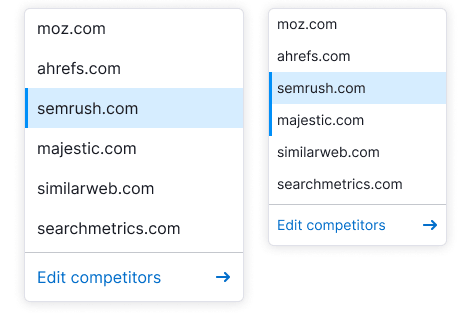 moz.com
ahrefs.com
semrush.com
majestic.com
similarweb.com
searchmetrics.com
Edit competitors
moz.com
ahrefs.com
semrush.com
majestic.com
similarweb.com
searchmetrics.com
Edit competitors